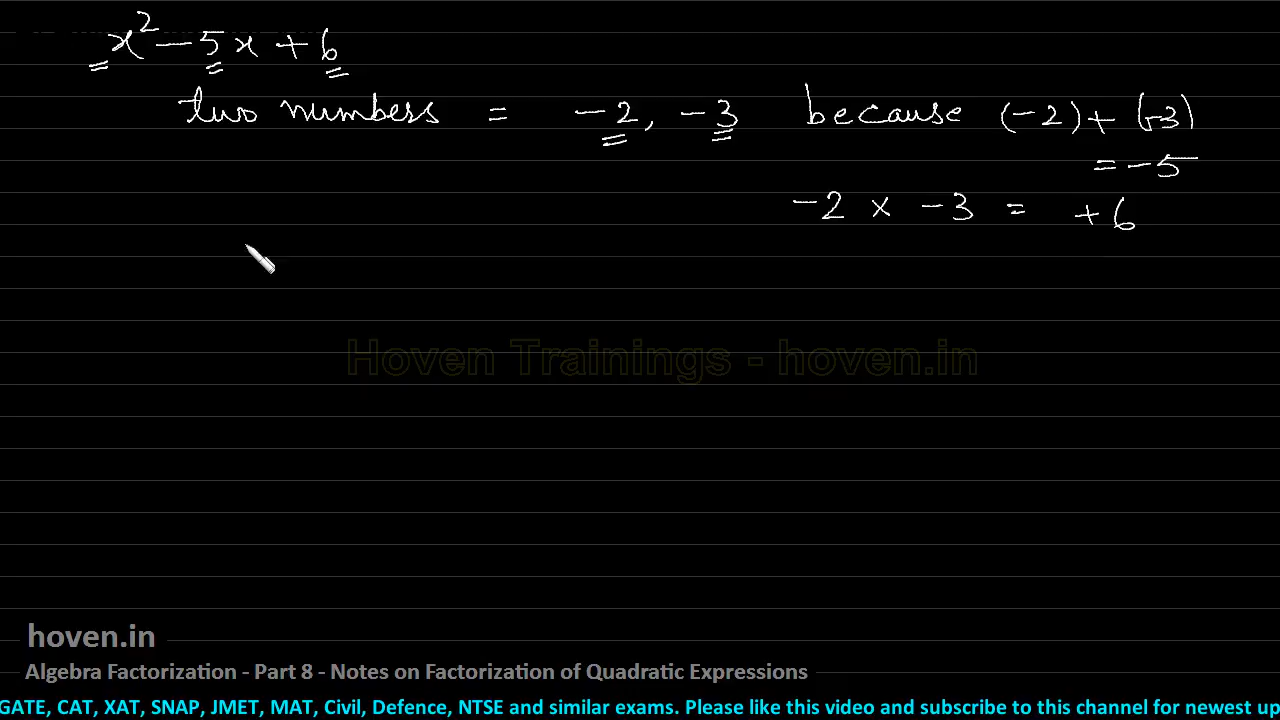 x² - 5x + 6
two numbers = -2, -3 because (-2) + (-3)
= -5
-2 × -3 = +6
Hoven Trainings - hoven.in
hoven.in
Algebra Factorization - Part 8 - Notes on Factorization of Quadratic Expressions
GATE, CAT, XAT, SNAP, JMET, MAT, Civil, Defence, NTSE and similar exams. Please like this video and subscribe to this channel for newest up